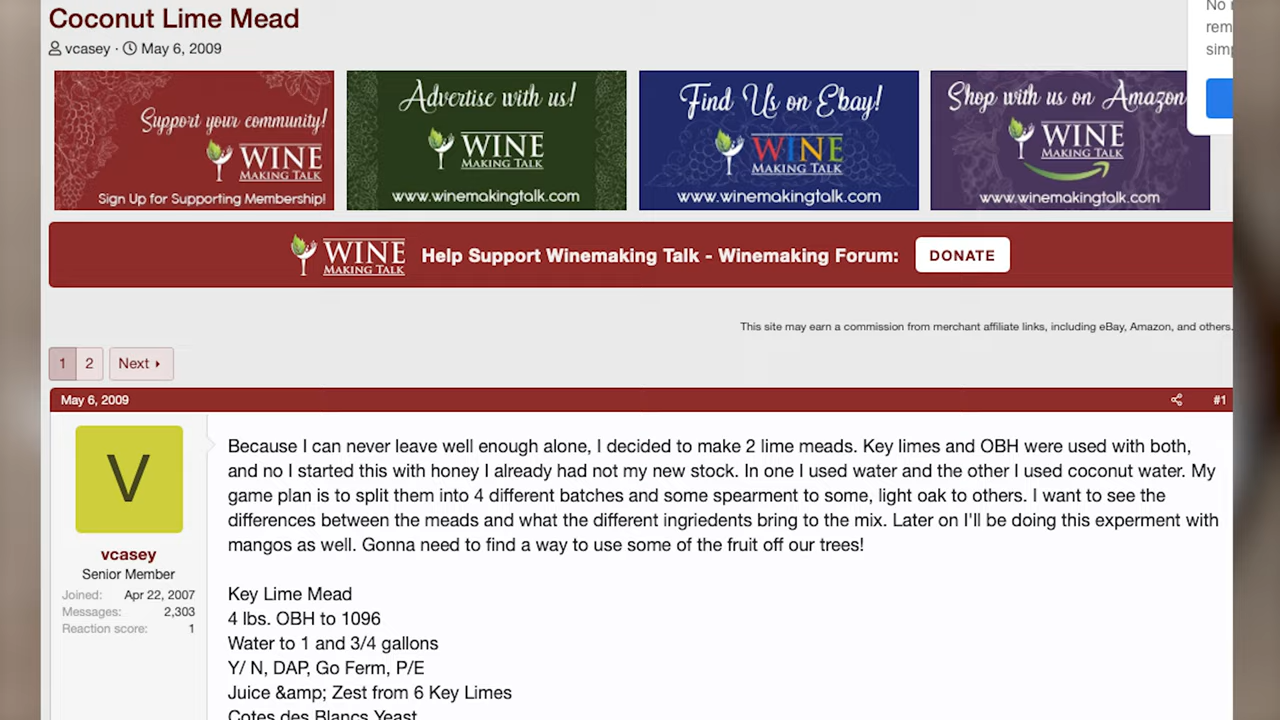 Coconut Lime Mead
vcasey · May 6, 2009
Support your community!
WINE
MAKING TALK
Sign Up for Supporting Membership!
Advertise with us!
WINE
MAKING TALK
www.winemakingtalk.com
Find Us on Ebay!
WINE
MAKING TALK
www.winemakingtalk.com
Shop with us on Amazon
WINE
MAKING TALK
www.winemakingtalk.com
No
rem
simp
WINE
MAKING TALK
Help Support Winemaking Talk - Winemaking Forum:
DONATE
This site may earn a commission from merchant affiliate links, including eBay, Amazon, and others.
1 2 Next
May 6, 2009 #1
V
vcasey
Senior Member
Joined: Apr 22, 2007
Messages: 2,303
Reaction score: 1
Because I can never leave well enough alone, I decided to make 2 lime meads. Key limes and OBH were used with both,
and no I started this with honey I already had not my new stock. In one I used water and the other I used coconut water. My
game plan is to split them into 4 different batches and some spearment to some, light oak to others. I want to see the
differences between the meads and what the different ingriedents bring to the mix. Later on I'll be doing this experment with
mangos as well. Gonna need to find a way to use some of the fruit off our trees!
Key Lime Mead
4 lbs. OBH to 1096
Water to 1 and 3/4 gallons
Y/ N, DAP, Go Ferm, P/E
Juice &amp; Zest from 6 Key Limes
Cotes des Blancs Yeast